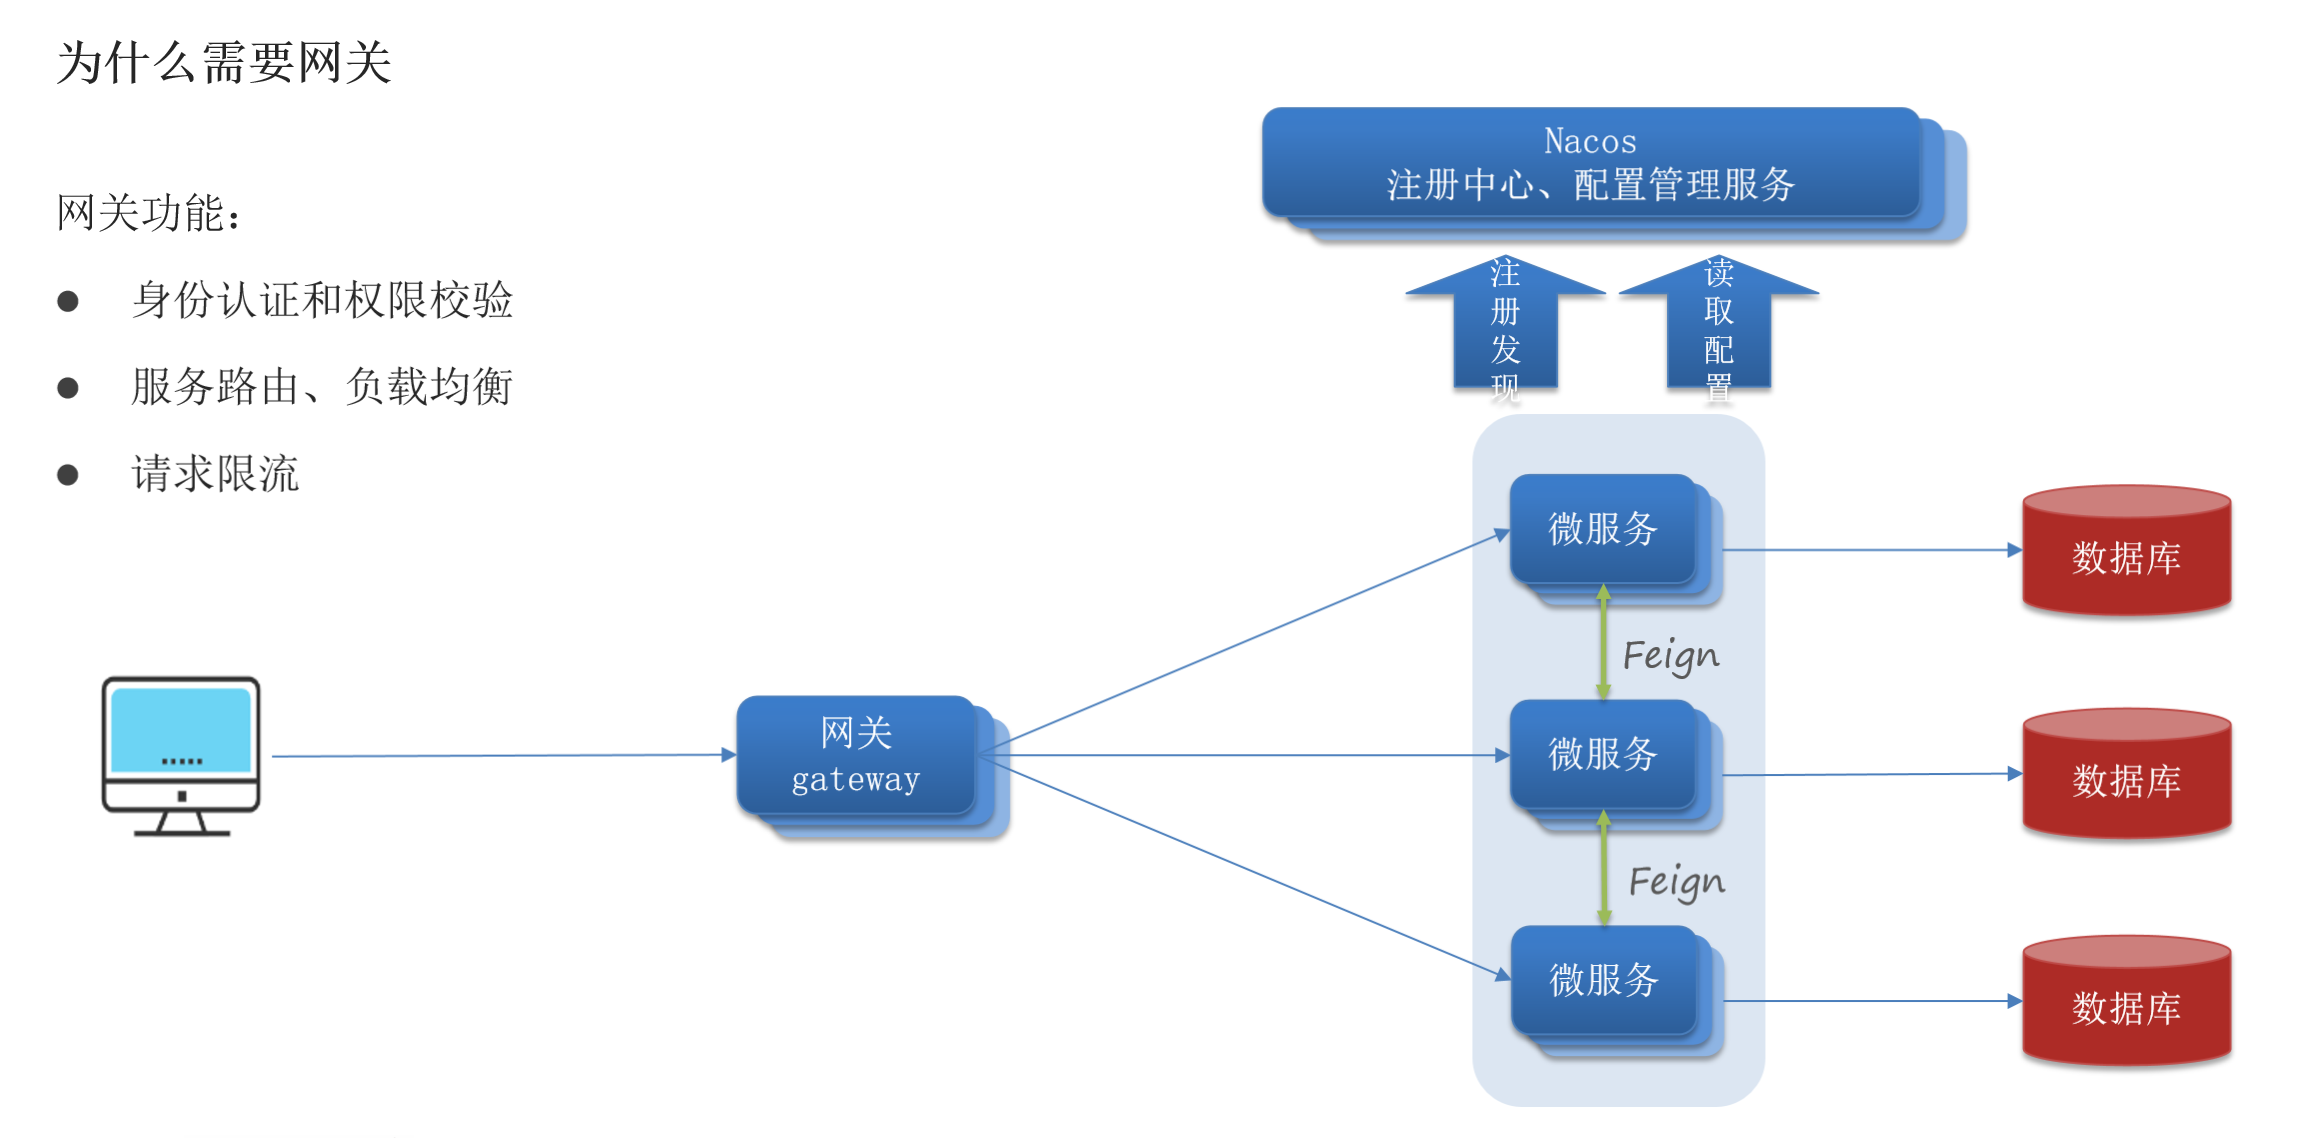 为什么需要网关
网关功能：
● 身份认证和权限校验
● 服务路由、负载均衡
● 请求限流
Nacos
注册中心、配置管理服务
注册发现
读取配置
微服务
数据库
Feign
网关
gateway
微服务
数据库
Feign
微服务
数据库